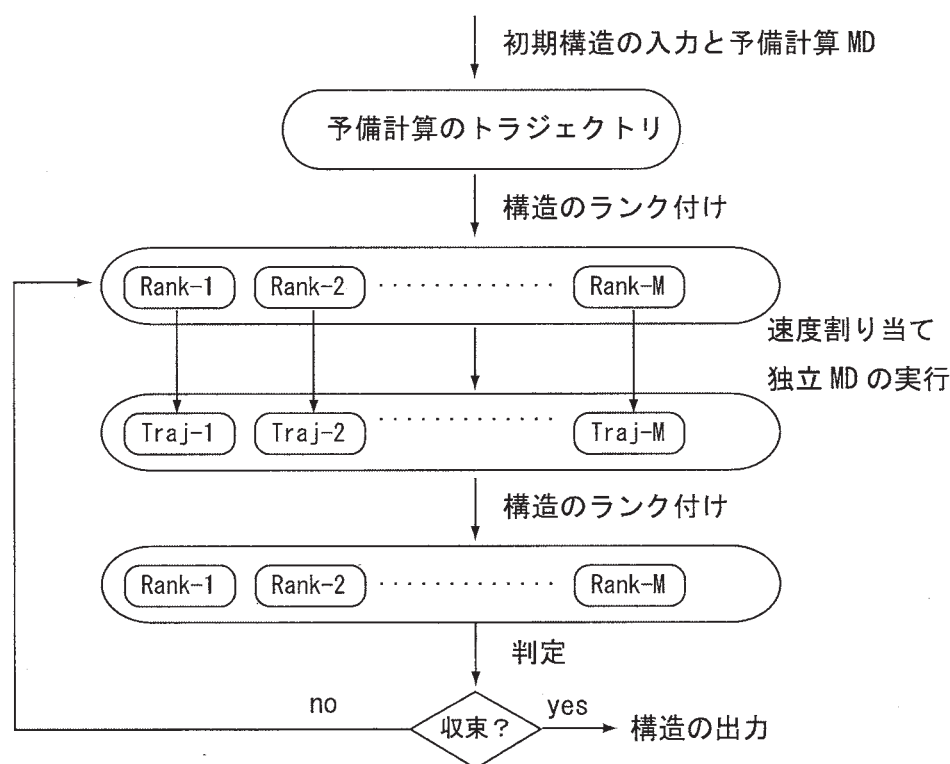 初期構造の入力と予備計算 MD
予備計算のトラジェクトリ
構造のランク付け
Rank-1 Rank-2 ・・・・・・・・・・・・・ Rank-M
速度割り当て
独立 MD の実行
Traj-1 Traj-2 ・・・・・・・・・・・・・ Traj-M
構造のランク付け
Rank-1 Rank-2 ・・・・・・・・・・・・・ Rank-M
判定
no 収束？ yes 構造の出力